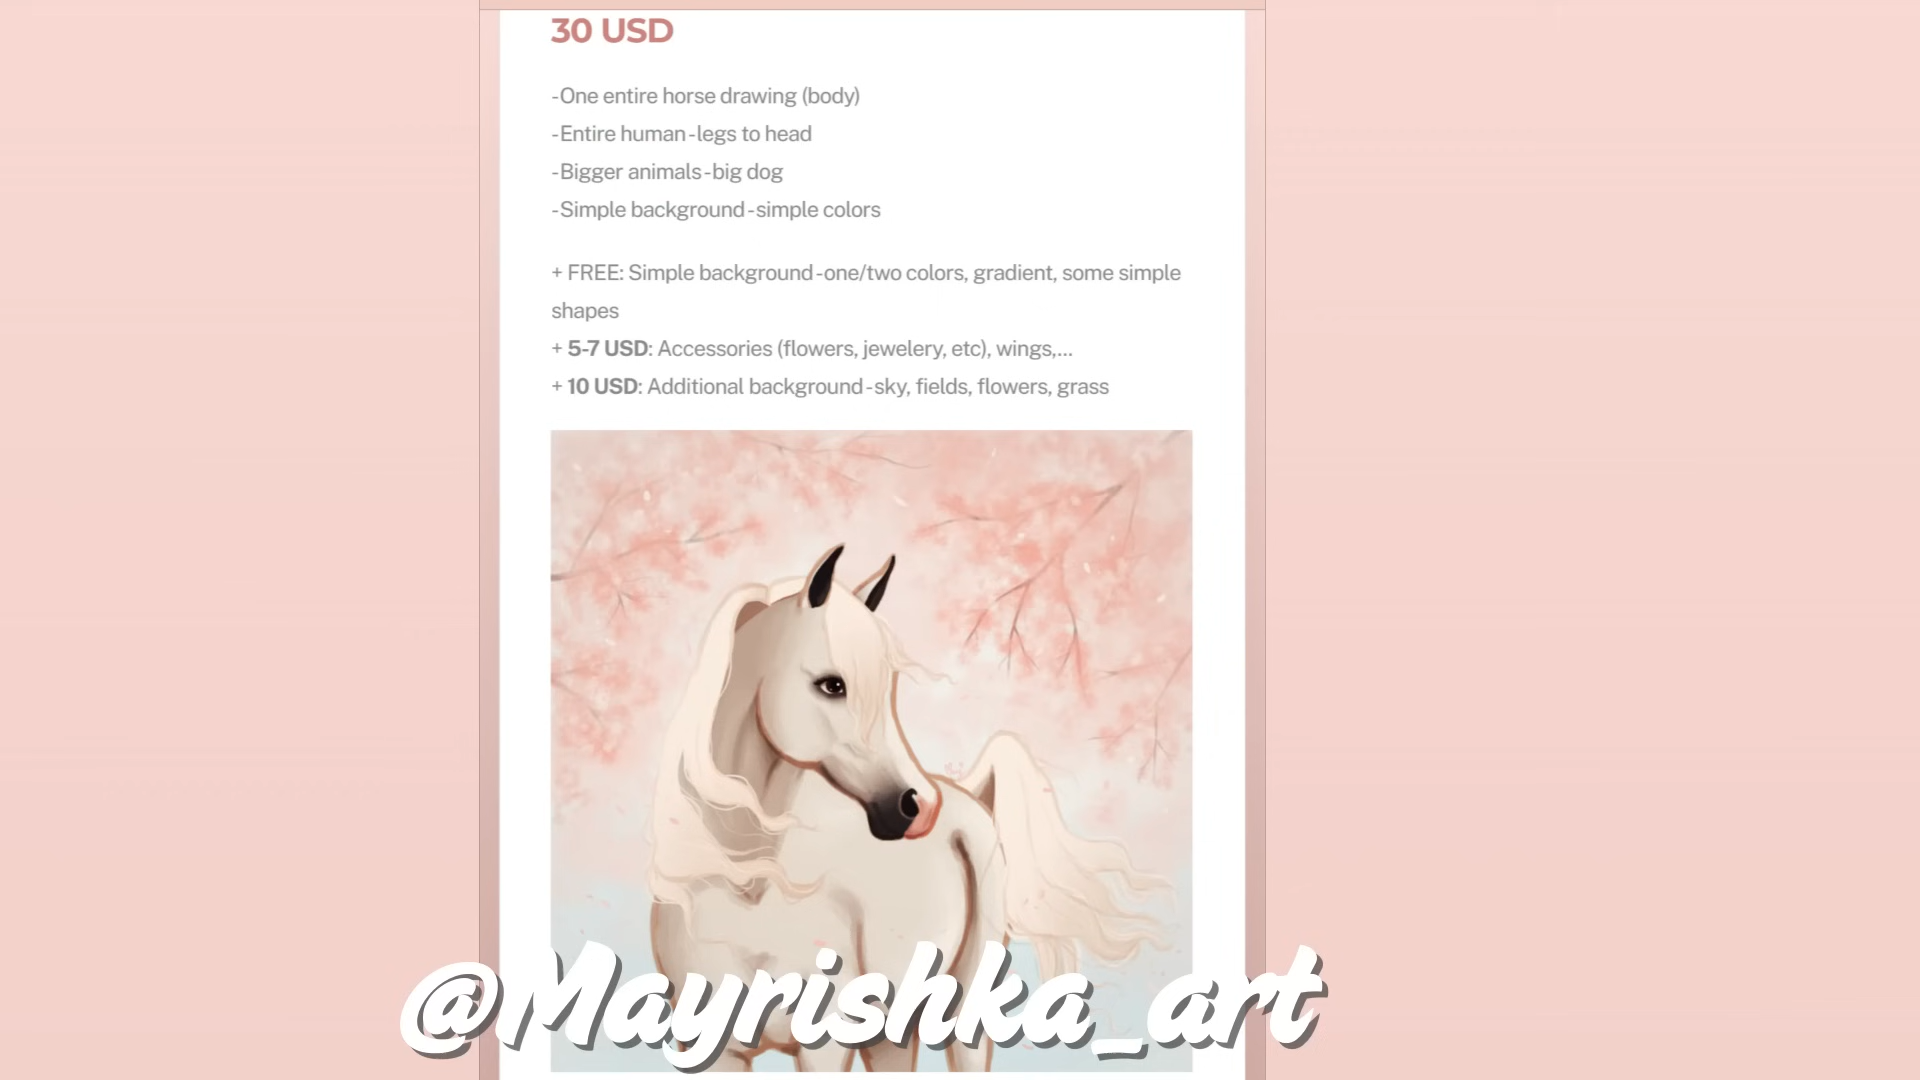 30 USD
-One entire horse drawing (body)
-Entire human-legs to head
-Bigger animals-big dog
-Simple background-simple colors
+ FREE: Simple background-one/two colors, gradient, some simple
shapes
+ 5-7 USD: Accessories (flowers, jewelery, etc), wings,...
+ 10 USD: Additional background-sky, fields, flowers, grass
@Mayrishka_art